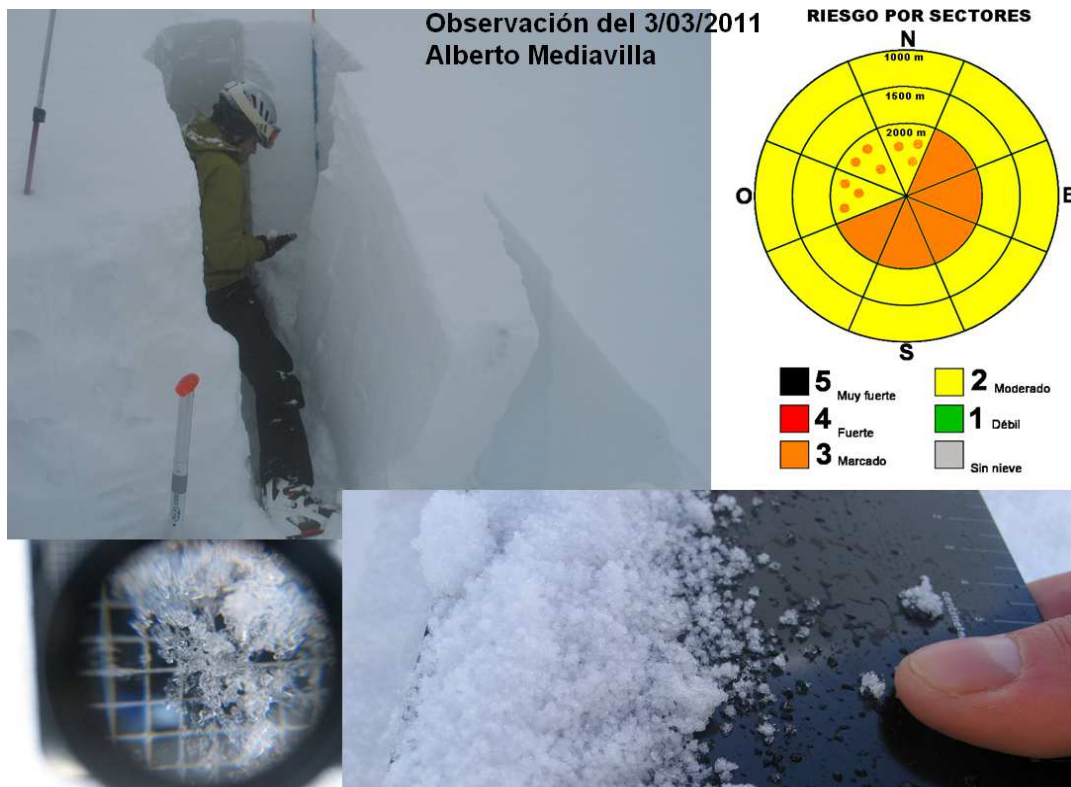 Observación del 3/03/2011
Alberto Mediavilla
RIESGO POR SECTORES
N
1000 m
1500 m
2000 m
O
E
S
5 Muy fuerte
2 Moderado
4 Fuerte
1 Débil
3 Marcado
Sin nieve